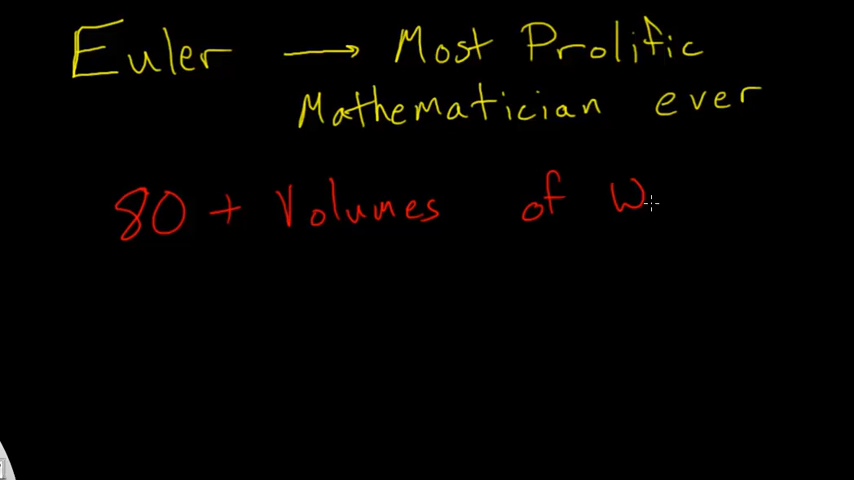 Euler → Most Prolific
Mathematician ever
80 + Volumes of W